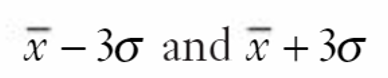 x̄ – 3σ and x̄ + 3σ